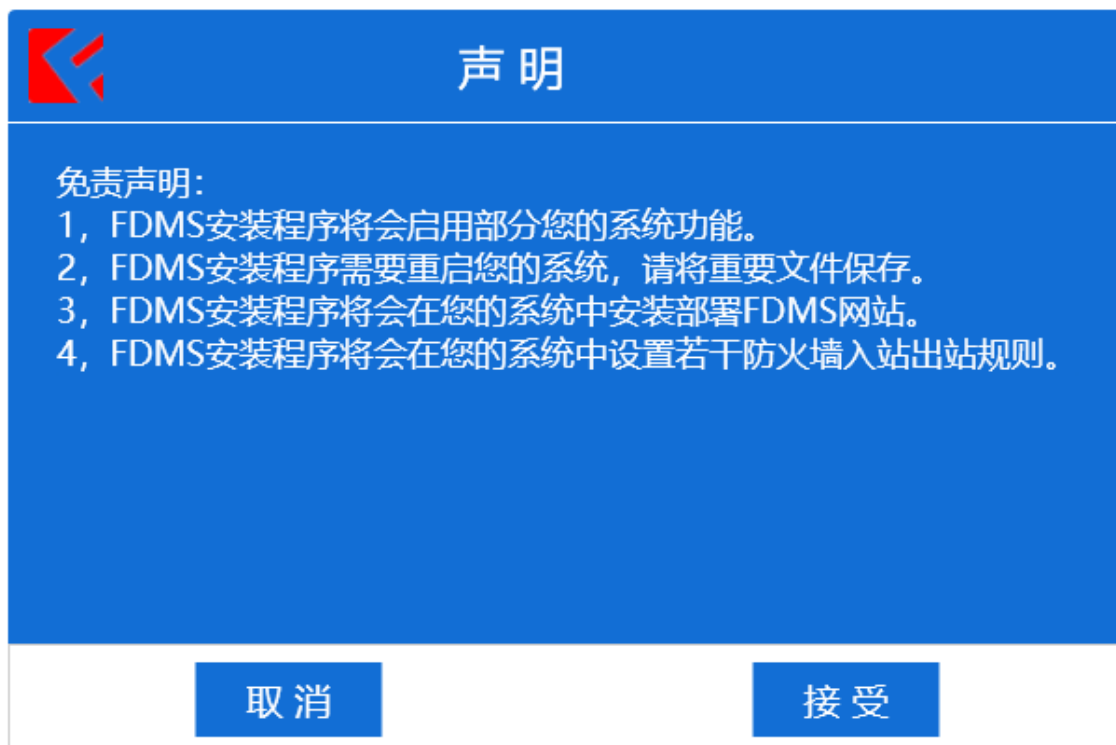 声 明
免责声明：
1，FDMS安装程序将会启用部分您的系统功能。
2，FDMS安装程序需要重启您的系统，请将重要文件保存。
3，FDMS安装程序将会在您的系统中安装部署FDMS网站。
4，FDMS安装程序将会在您的系统中设置若干防火墙入站出站规则。
取 消
接 受